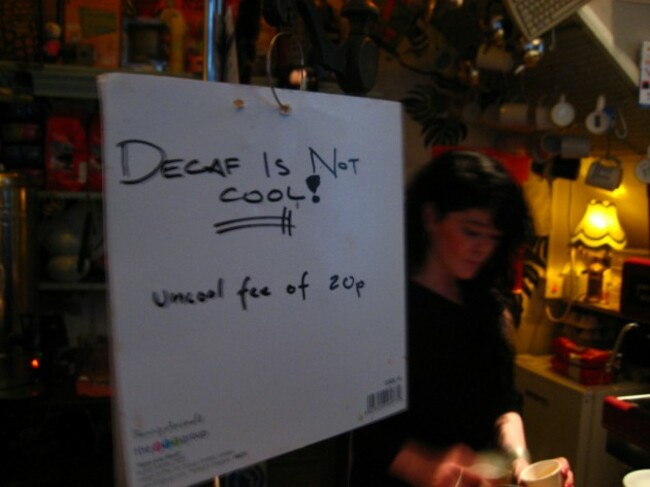 DECAF IS NOT
COOL!
uncool fee of 20p